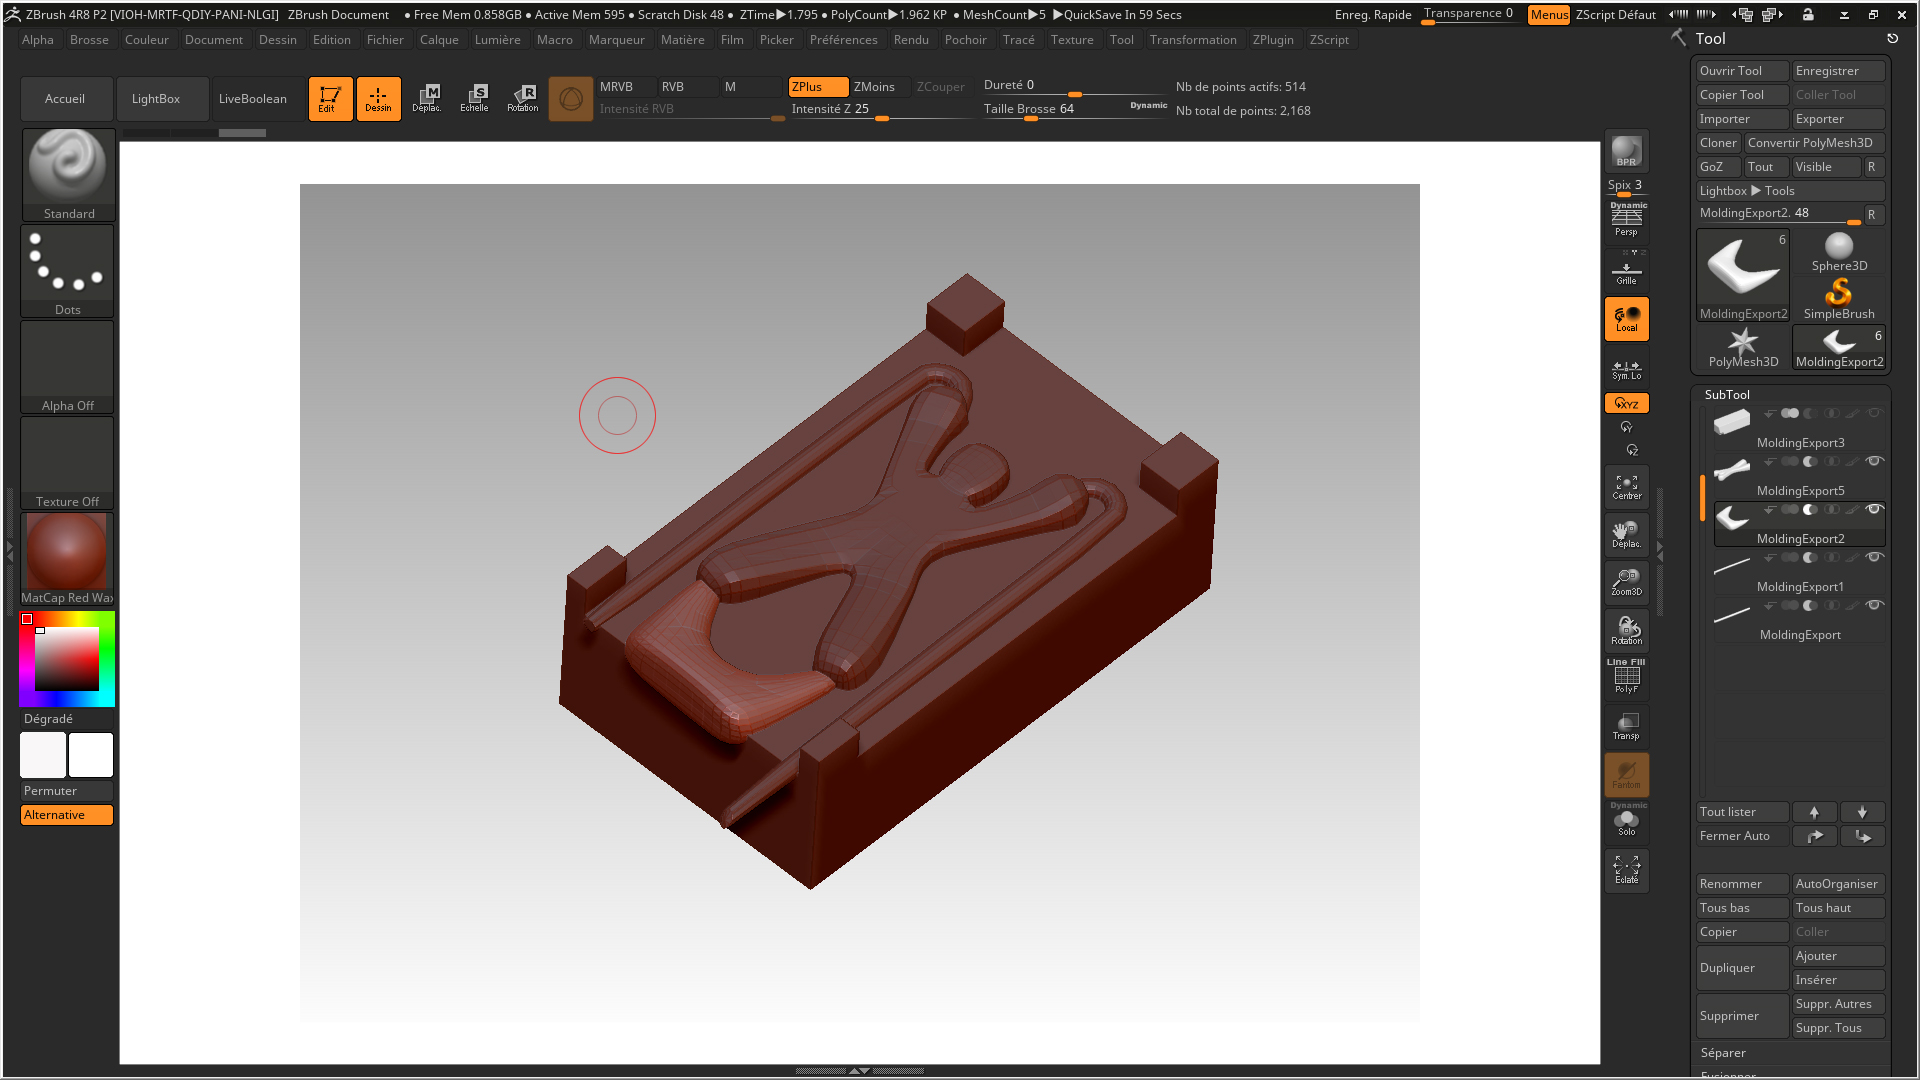 ZBrush 4R8 P2 [VIOH-MRTF-QDIY-PANI-NLGI] ZBrush Document ● Free Mem 0.858GB ● Active Mem 595 ● Scratch Disk 48 ● ZTime▶1.795 ● PolyCount▶1.962 KP ● MeshCount▶5 ▶QuickSave In 59 Secs Enreg. Rapide Transparence 0 Menus ZScript Défaut
Alpha Brosse Couleur Document Dessin Edition Fichier Calque Lumière Macro Marqueur Matière Film Picker Préférences Rendu Pochoir Tracé Texture Tool Transformation ZPlugin ZScript
Accueil LightBox LiveBoolean Edit Dessin Déplac. Echelle Rotation
M S R
MRVB RVB M ZPlus ZMoins ZCouper
Intensité RVB Intensité Z 25
Dureté 0
Taille Brosse 64 Dynamic
Nb de points actifs: 514
Nb total de points: 2,168
Standard
Dots
Alpha Off
Texture Off
MatCap Red Wax
Dégradé
Permuter
Alternative
BPR
Spix 3
Dynamic
Persp
Grille
Local
Sym. Lo
XYZ
Y
Z
Centrer
Déplac.
Zoom3D
Rotation
Line Fill
PolyF
Transp
Fantom
Dynamic
Solo
Eclaté
Tool
Ouvrir Tool Enregistrer
Copier Tool Coller Tool
Importer Exporter
Cloner Convertir PolyMesh3D
GoZ Tout Visible R
Lightbox ▶ Tools
MoldingExport2. 48 R
6
MoldingExport2
Sphere3D
SimpleBrush
PolyMesh3D
6
MoldingExport2
SubTool
MoldingExport3
MoldingExport5
MoldingExport2
MoldingExport1
MoldingExport
Tout lister
Fermer Auto
Renommer AutoOrganiser
Tous bas Tous haut
Copier Coller
Dupliquer Ajouter
Insérer
Supprimer Suppr. Autres
Suppr. Tous
Séparer
Fusionner